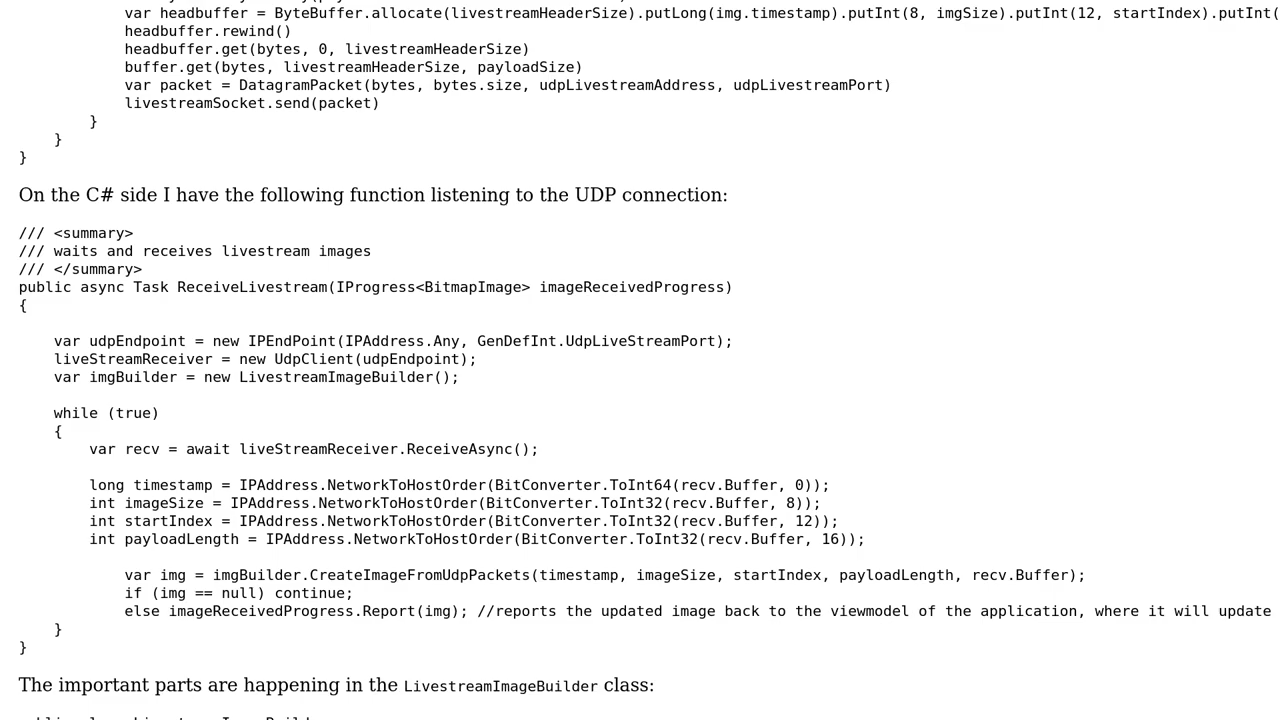 var headbuffer = ByteBuffer.allocate(livestreamHeaderSize).putLong(img.timestamp).putInt(8, imgSize).putInt(12, startIndex).putInt(
            headbuffer.rewind()
            headbuffer.get(bytes, 0, livestreamHeaderSize)
            buffer.get(bytes, livestreamHeaderSize, payloadSize)
            var packet = DatagramPacket(bytes, bytes.size, udpLivestreamAddress, udpLivestreamPort)
            livestreamSocket.send(packet)
        }
    }
}
On the C# side I have the following function listening to the UDP connection:
/// <summary>
/// waits and receives livestream images
/// </summary>
public async Task ReceiveLivestream(IProgress<BitmapImage> imageReceivedProgress)
{
    var udpEndpoint = new IPEndPoint(IPAddress.Any, GenDefInt.UdpLiveStreamPort);
    liveStreamReceiver = new UdpClient(udpEndpoint);
    var imgBuilder = new LivestreamImageBuilder();
    while (true)
    {
        var recv = await liveStreamReceiver.ReceiveAsync();
        long timestamp = IPAddress.NetworkToHostOrder(BitConverter.ToInt64(recv.Buffer, 0));
        int imageSize = IPAddress.NetworkToHostOrder(BitConverter.ToInt32(recv.Buffer, 8));
        int startIndex = IPAddress.NetworkToHostOrder(BitConverter.ToInt32(recv.Buffer, 12));
        int payloadLength = IPAddress.NetworkToHostOrder(BitConverter.ToInt32(recv.Buffer, 16));
            var img = imgBuilder.CreateImageFromUdpPackets(timestamp, imageSize, startIndex, payloadLength, recv.Buffer);
            if (img == null) continue;
            else imageReceivedProgress.Report(img); //reports the updated image back to the viewmodel of the application, where it will update
    }
}
The important parts are happening in the LivestreamImageBuilder class: